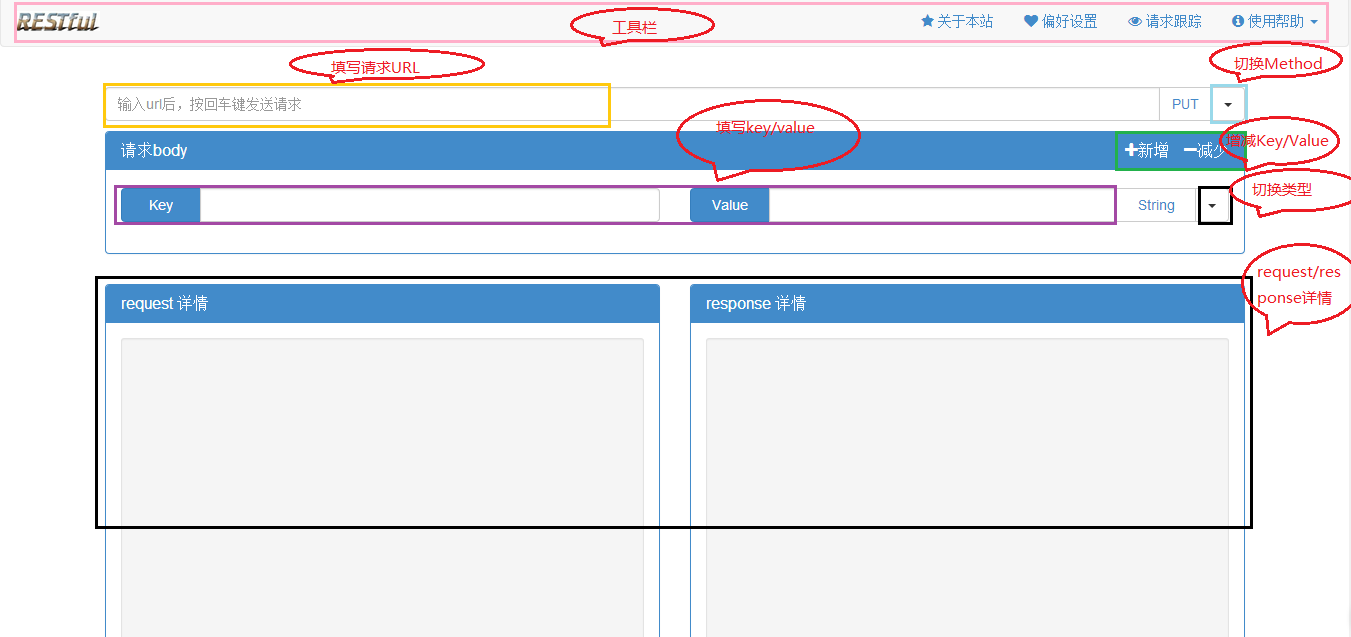 RESTful
工具栏
关于本站 偏好设置 请求跟踪 使用帮助
填写请求URL
切换Method
输入url后，按回车键发送请求
PUT
填写key/value
请求body
新增 减少
增减Key/Value
Key
Value
String
切换类型
request/res
ponse详情
request 详情
response 详情